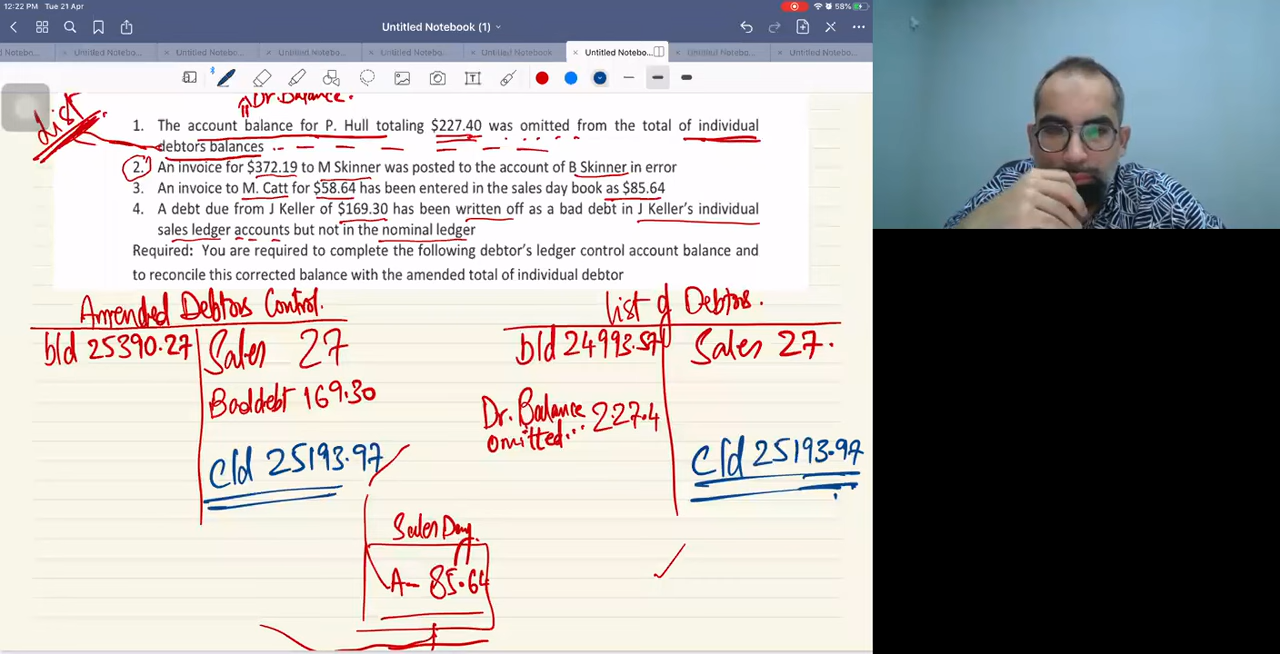 12:22 PM Tue 21 Apr
58%
Untitled Notebook (1)
Untitled Notebo...
Dr. Balance.
list
1. The account balance for P. Hull totaling $227.40 was omitted from the total of individual
debtors balances
2. An invoice for $372.19 to M Skinner was posted to the account of B Skinner in error
3. An invoice to M. Catt for $58.64 has been entered in the sales day book as $85.64
4. A debt due from J Keller of $169.30 has been written off as a bad debt in J Keller's individual
sales ledger accounts but not in the nominal ledger
Required: You are required to complete the following debtor's ledger control account balance and
to reconcile this corrected balance with the amended total of individual debtor
Amended Debtors Control.
b/d 25390.27 Sales 27
Bad debt 169.30
c/d 25193.97
List of Debtors.
b/d 24993.57 Sales 27.
Dr. Balance
omitted... 227.4
c/d 25193.97
Sales Day.
A- 85.64